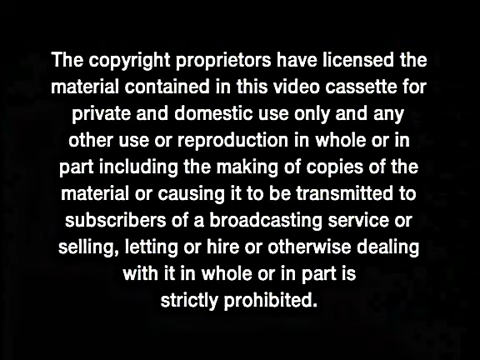 The copyright proprietors have licensed the
material contained in this video cassette for
private and domestic use only and any
other use or reproduction in whole or in
part including the making of copies of the
material or causing it to be transmitted to
subscribers of a broadcasting service or
selling, letting or hire or otherwise dealing
with it in whole or in part is
strictly prohibited.